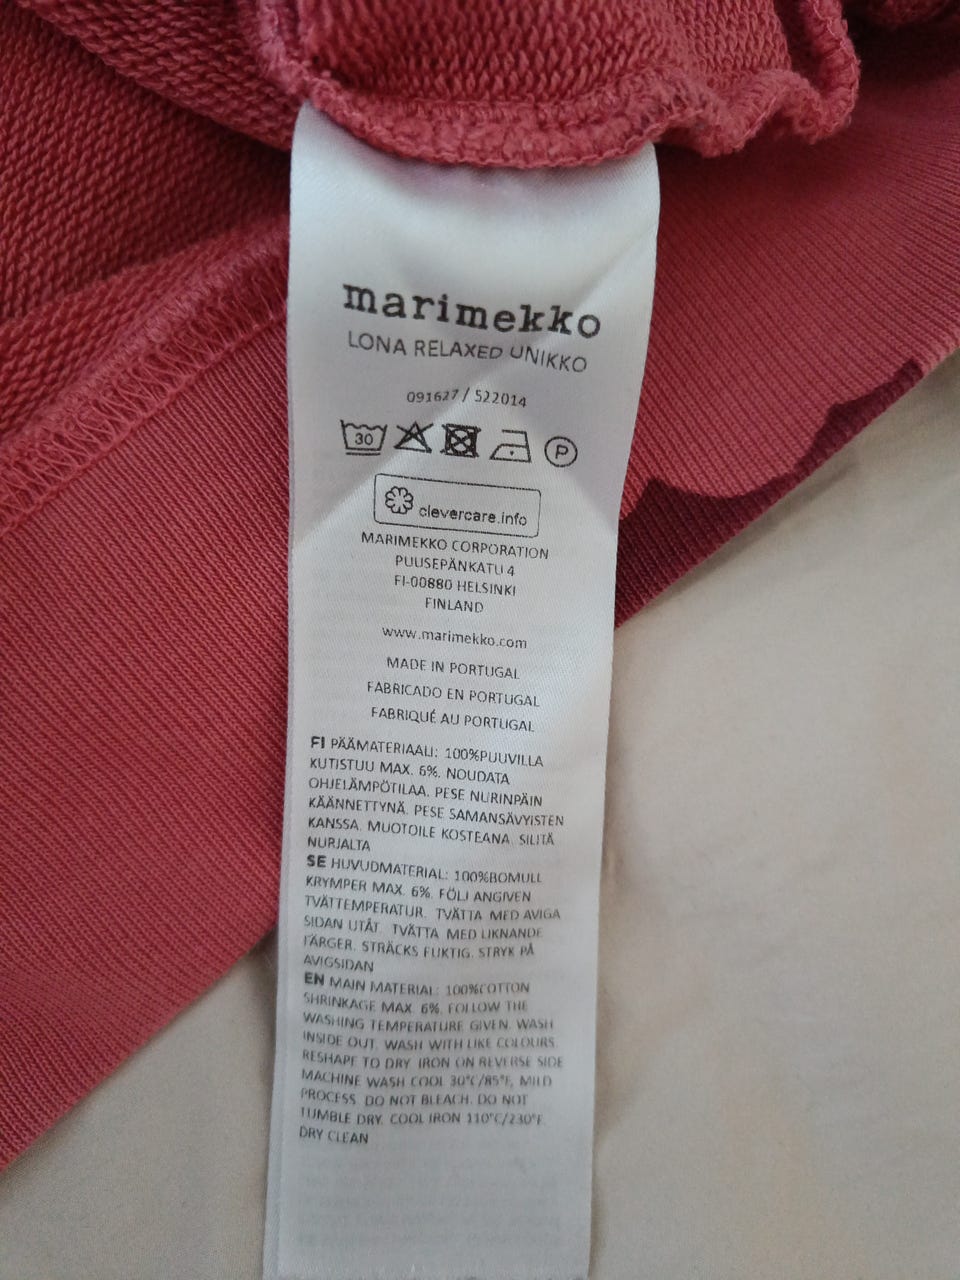 marimekko
LONA RELAXED UNIKKO
091627 / 522014
30 P
clevercare.info
MARIMEKKO CORPORATION
PUUSEPÄNKATU 4
FI-00880 HELSINKI
FINLAND
www.marimekko.com
MADE IN PORTUGAL
FABRICADO EN PORTUGAL
FABRIQUÉ AU PORTUGAL
FI PÄÄMATERIAALI: 100%PUUVILLA
KUTISTUU MAX. 6%. NOUDATA
OHJELÄMPÖTILAA. PESE NURINPÄIN
KÄÄNNETTYNÄ. PESE SAMANSÄVYISTEN
KANSSA. MUOTOILE KOSTEANA. SILITÄ
NURJALTA
SE HUVUDMATERIAL: 100%BOMULL
KRYMPER MAX. 6%. FÖLJ ANGIVEN
TVÄTTEMPERATUR. TVÄTTA MED AVIGA
SIDAN UTÅT. TVÄTTA MED LIKNANDE
FÄRGER. STRÄCKS FUKTIG. STRYK PÅ
AVIGSIDAN
EN MAIN MATERIAL: 100%COTTON
SHRINKAGE MAX. 6%. FOLLOW THE
WASHING TEMPERATURE GIVEN. WASH
INSIDE OUT. WASH WITH LIKE COLOURS.
RESHAPE TO DRY. IRON ON REVERSE SIDE
MACHINE WASH COOL 30°C/85°F, MILD
PROCESS. DO NOT BLEACH. DO NOT
TUMBLE DRY. COOL IRON 110°C/230°F.
DRY CLEAN